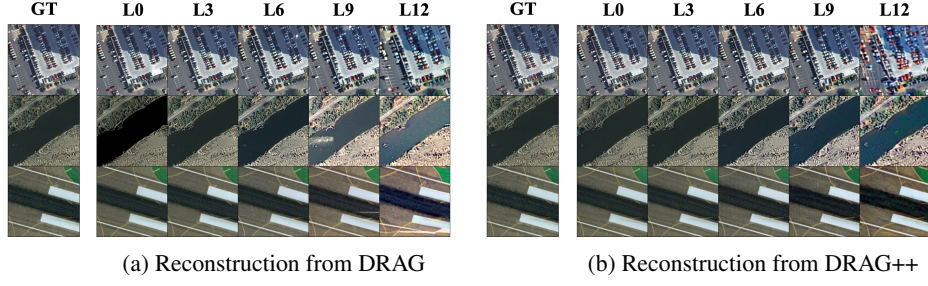 GT L0 L3 L6 L9 L12 GT L0 L3 L6 L9 L12
(a) Reconstruction from DRAG (b) Reconstruction from DRAG++